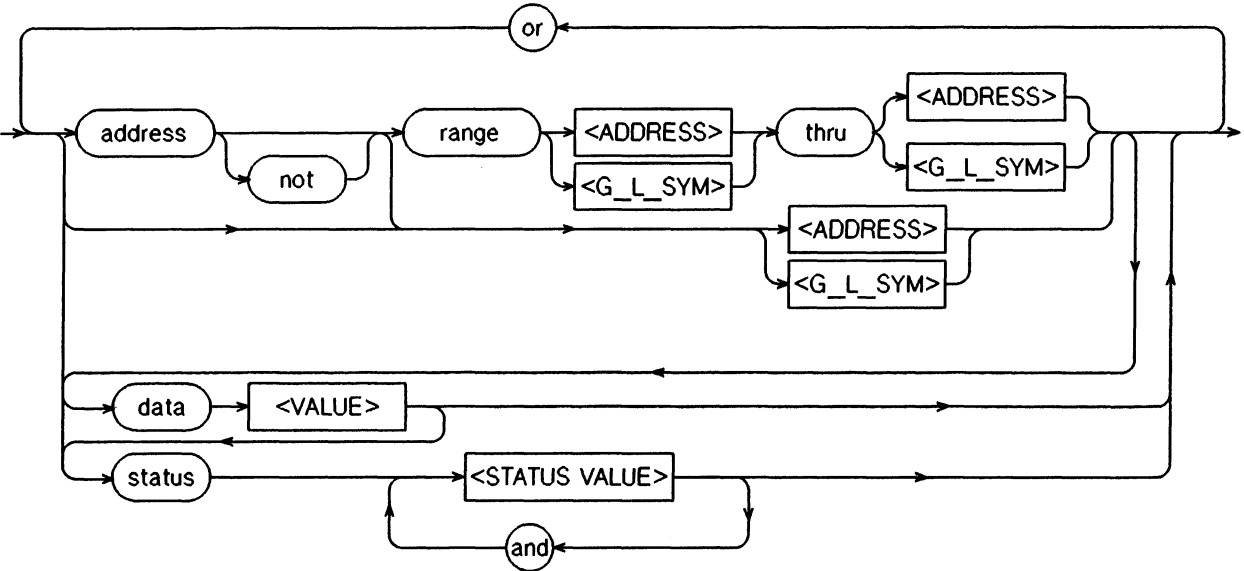 or
address
not
range
<ADDRESS>
<G_L_SYM>
thru
<ADDRESS>
<G_L_SYM>
<ADDRESS>
<G_L_SYM>
data
<VALUE>
status
<STATUS VALUE>
and